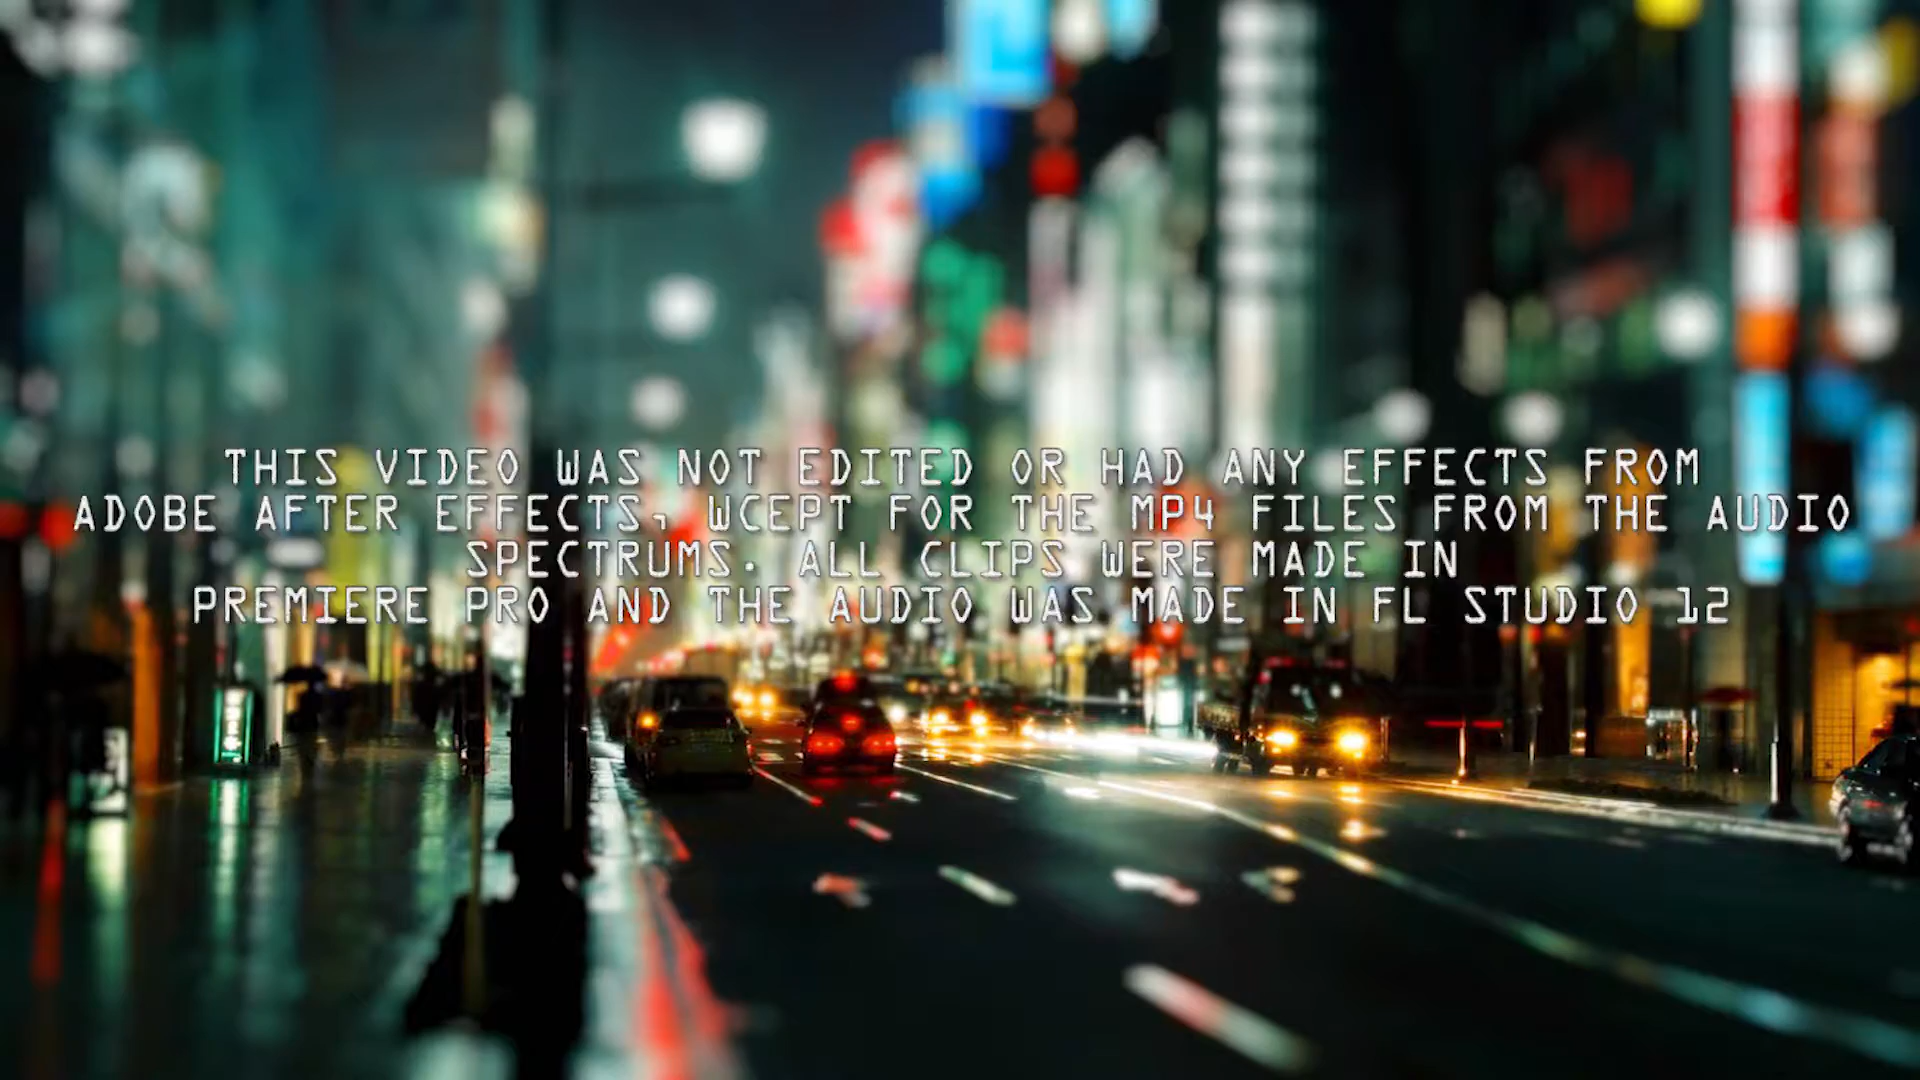 THIS VIDEO WAS NOT EDITED OR HAD ANY EFFECTS FROM
ADOBE AFTER EFFECTS, WCEPT FOR THE MP4 FILES FROM THE AUDIO
SPECTRUMS. ALL CLIPS WERE MADE IN
PREMIERE PRO AND THE AUDIO WAS MADE IN FL STUDIO 12